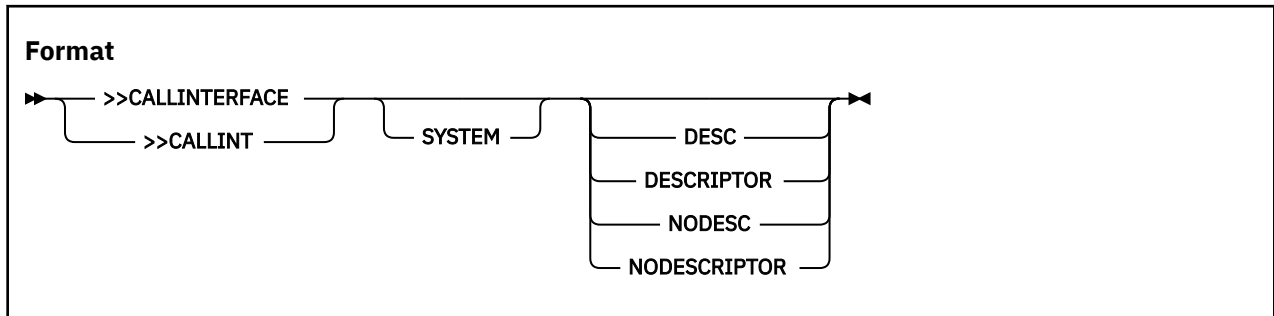 Format
>>CALLINTERFACE
>>CALLINT
SYSTEM
DESC
DESCRIPTOR
NODESC
NODESCRIPTOR